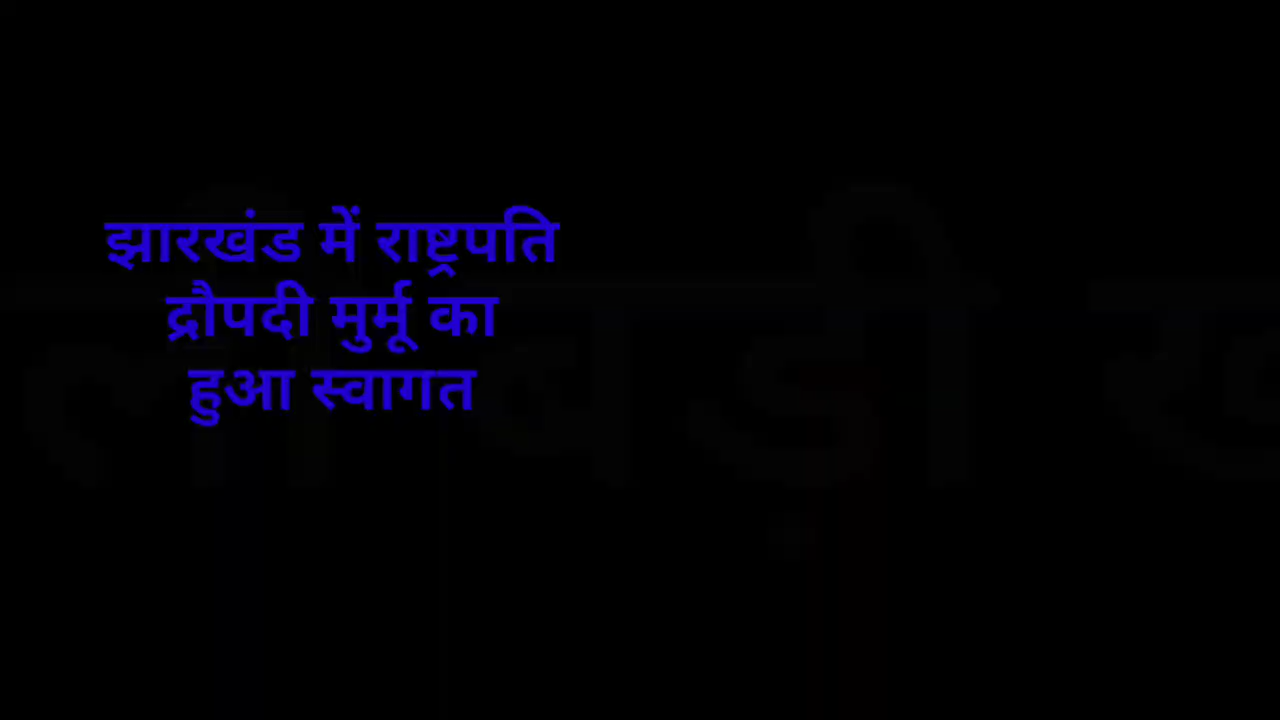 झारखंड में राष्ट्रपति
द्रौपदी मुर्मू का
हुआ स्वागत